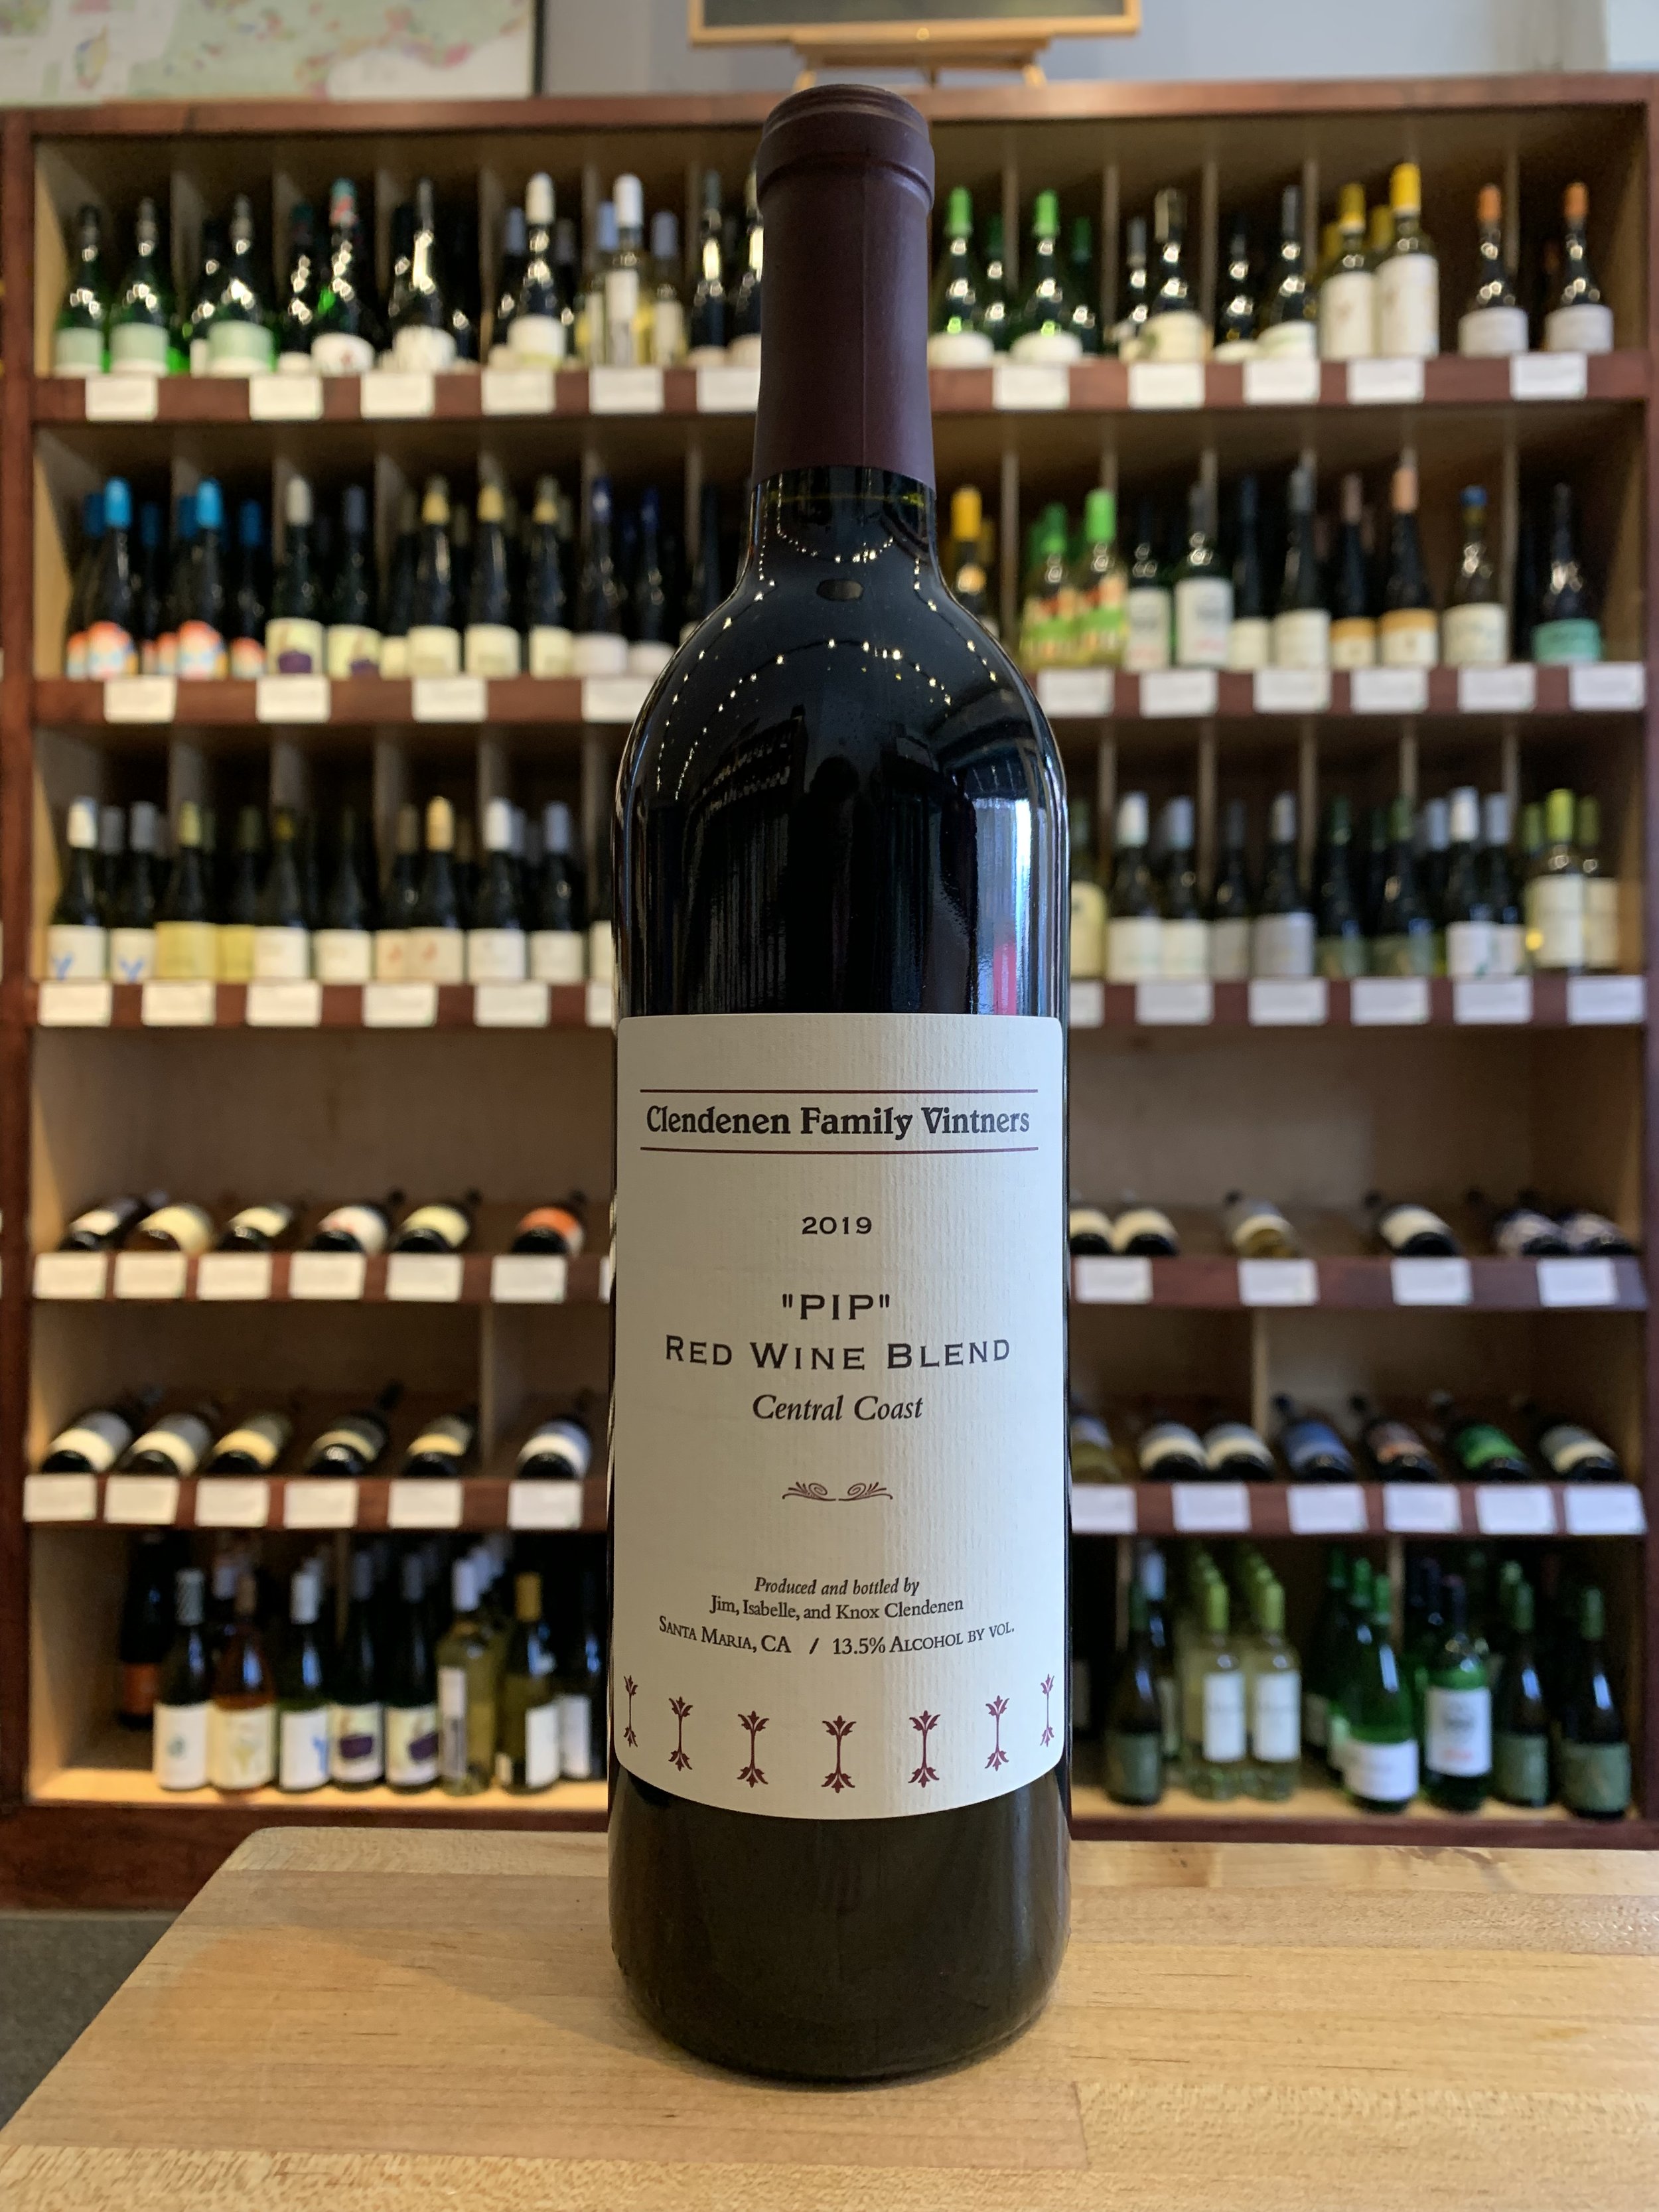 Clendenen Family Vintners
2019
"PIP"
RED WINE BLEND
Central Coast
Produced and bottled by
Jim, Isabelle, and Knox Clendenen
SANTA MARIA, CA / 13.5% ALCOHOL BY VOL.